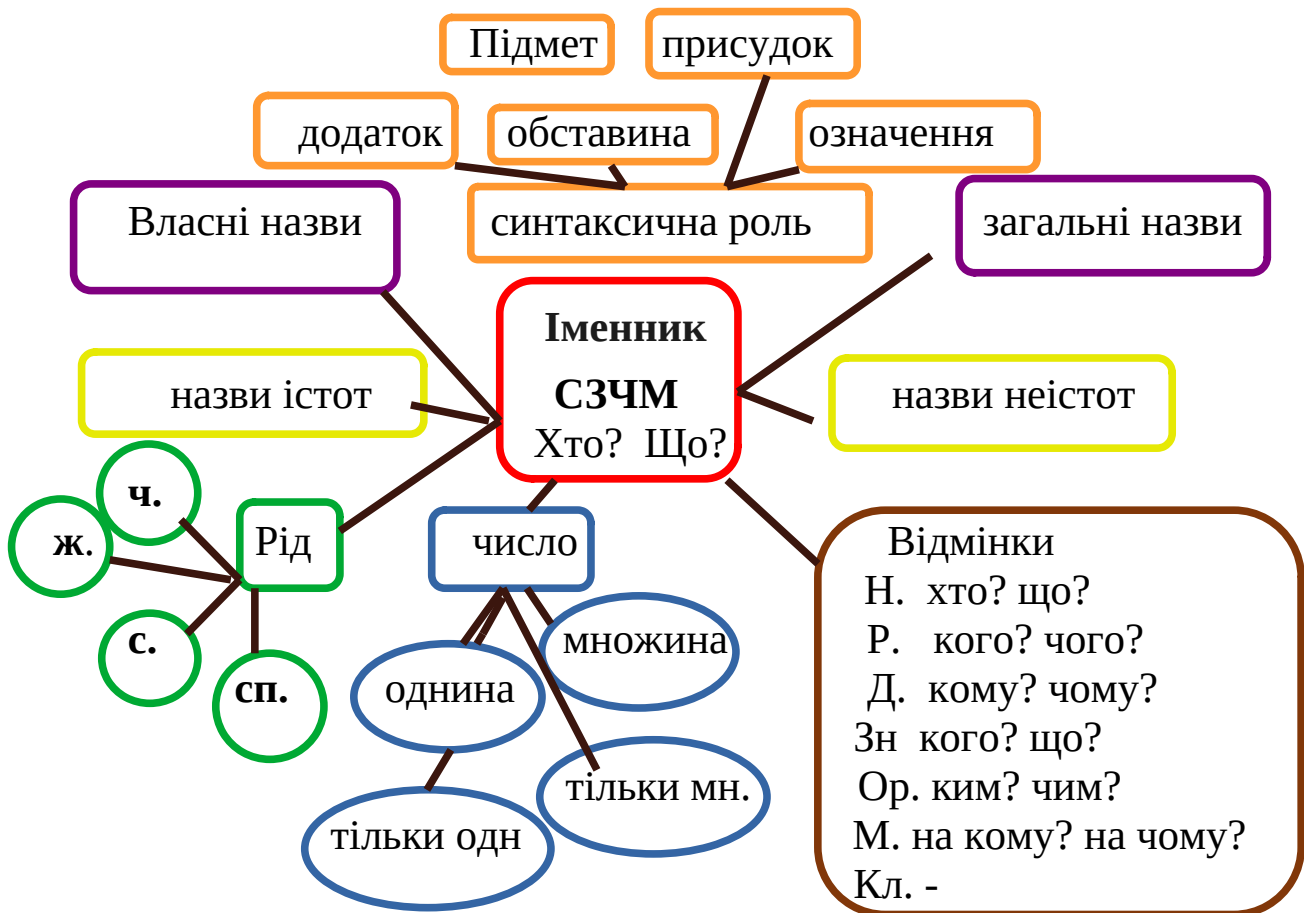 Підмет
присудок
додаток
обставина
означення
Власні назви
синтаксична роль
загальні назви
Іменник
СЗЧМ
Хто? Що?
назви істот
назви неістот
ч.
ж.
Рід
с.
сп.
число
множина
однина
тільки мн.
тільки одн
Відмінки
Н. хто? що?
Р. кого? чого?
Д. кому? чому?
Зн кого? що?
Ор. ким? чим?
М. на кому? на чому?
Кл. -